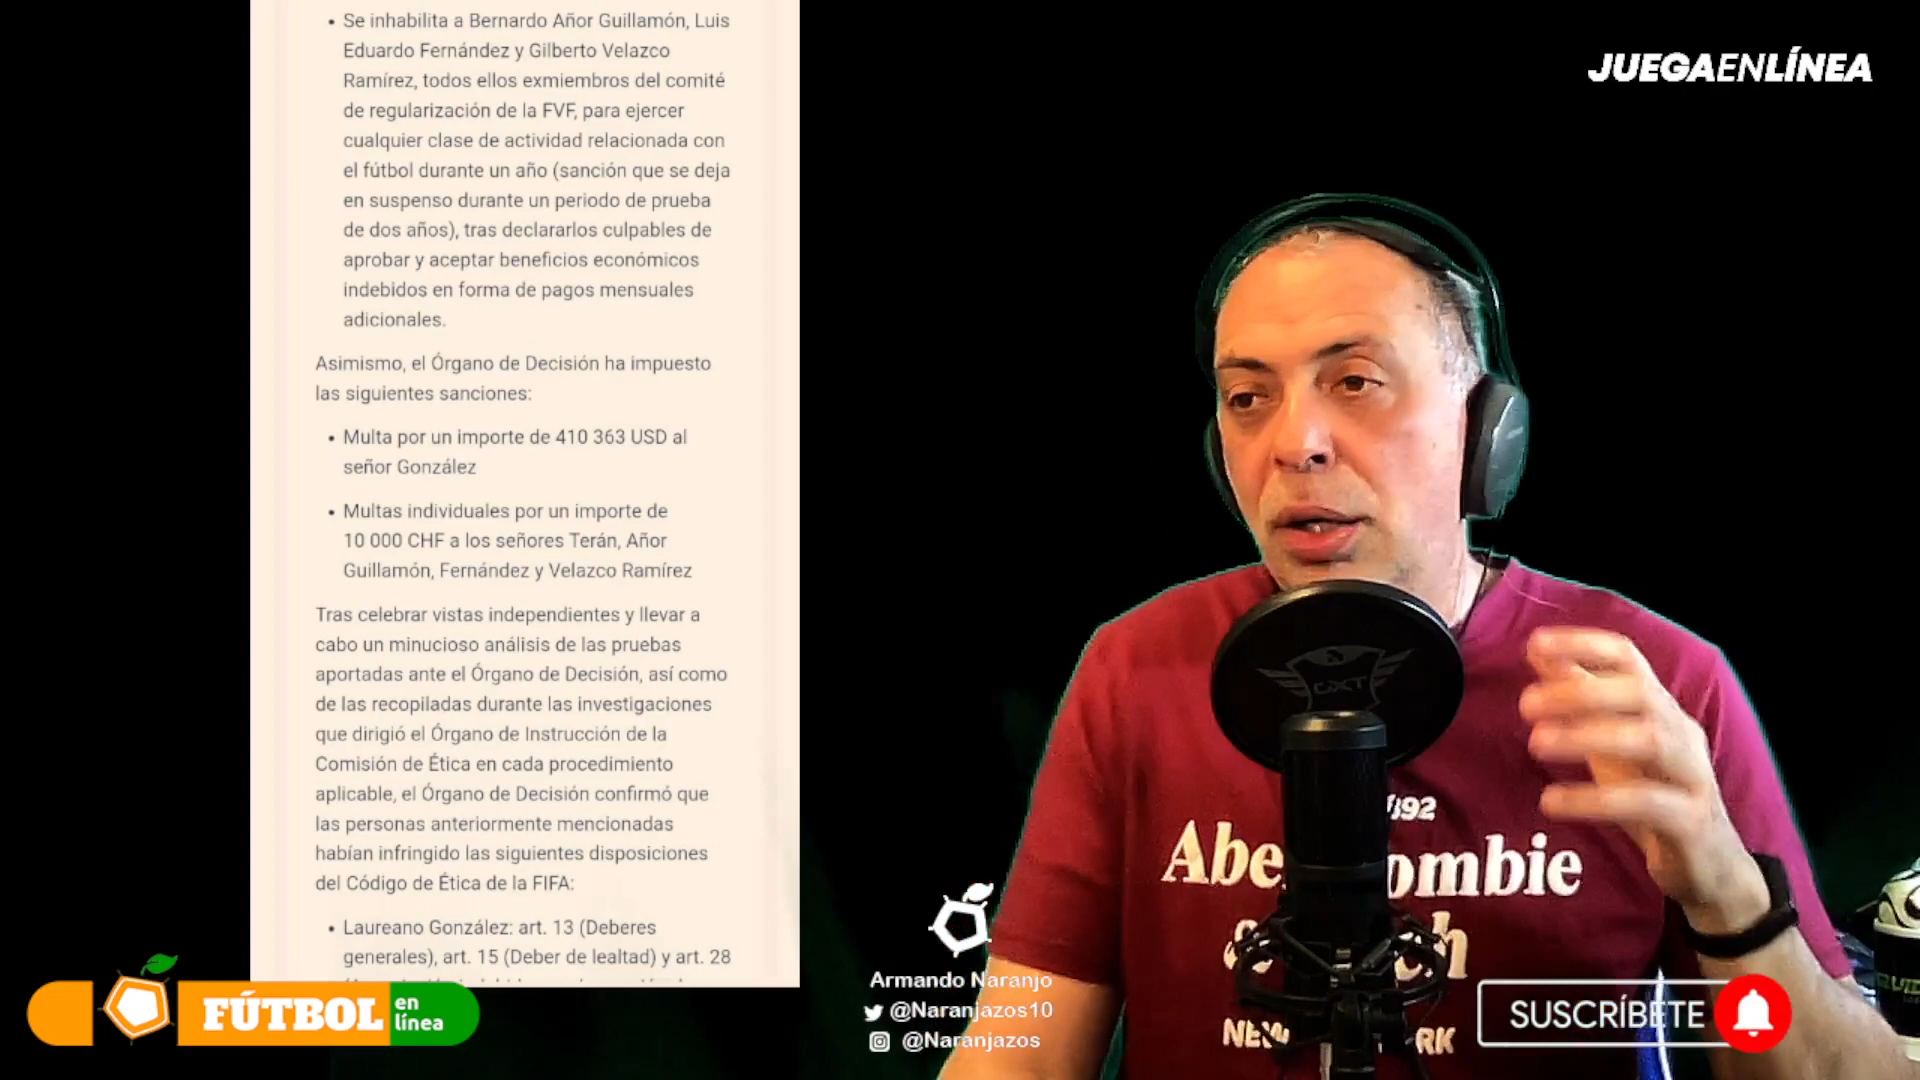 • Se inhabilita a Bernardo Añor Guillamón, Luis
Eduardo Fernández y Gilberto Velazco
Ramírez, todos ellos exmiembros del comité
de regularización de la FVF, para ejercer
cualquier clase de actividad relacionada con
el fútbol durante un año (sanción que se deja
en suspenso durante un periodo de prueba
de dos años), tras declararlos culpables de
aprobar y aceptar beneficios económicos
indebidos en forma de pagos mensuales
adicionales.
Asimismo, el Órgano de Decisión ha impuesto
las siguientes sanciones:
• Multa por un importe de 410 363 USD al
señor González
• Multas individuales por un importe de
10 000 CHF a los señores Terán, Añor
Guillamón, Fernández y Velazco Ramírez
Tras celebrar vistas independientes y llevar a
cabo un minucioso análisis de las pruebas
aportadas ante el Órgano de Decisión, así como
de las recopiladas durante las investigaciones
que dirigió el Órgano de Instrucción de la
Comisión de Ética en cada procedimiento
aplicable, el Órgano de Decisión confirmó que
las personas anteriormente mencionadas
habían infringido las siguientes disposiciones
del Código de Ética de la FIFA:
• Laureano González: art. 13 (Deberes
generales), art. 15 (Deber de lealtad) y art. 28
JUEGAENLÍNEA
GXT
892
Abe ombie
& ch
NEW RK
Armando Naranjo
@Naranjazos10
@Naranjazos
FÚTBOL
en
línea
SUSCRÍBETE